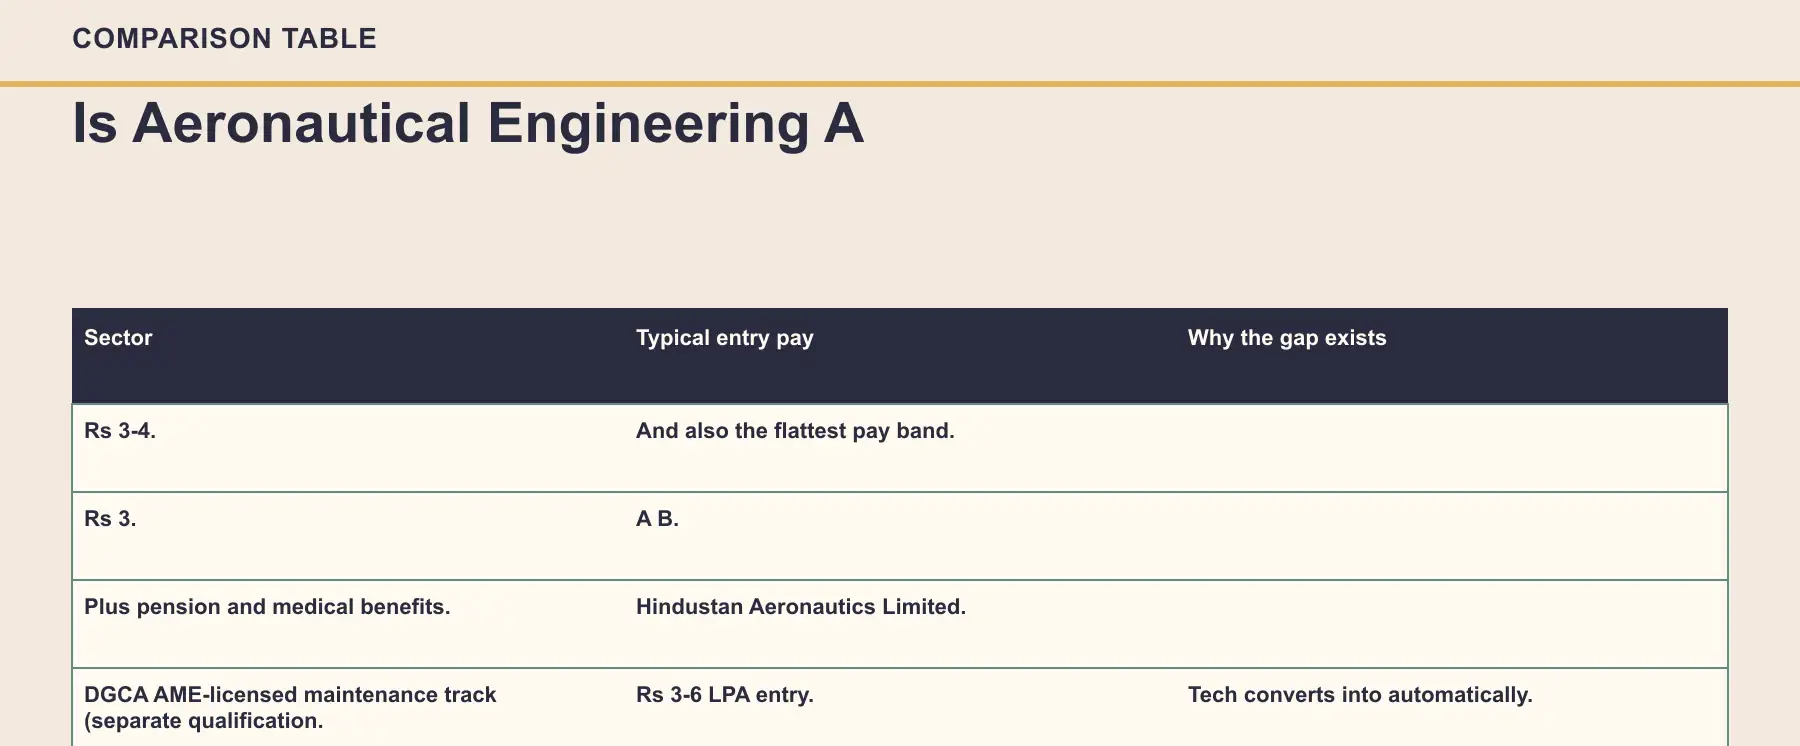 COMPARISON TABLE
Is Aeronautical Engineering A
Sector Typical entry pay Why the gap exists
Rs 3-4. And also the flattest pay band.
Rs 3. A B.
Plus pension and medical benefits. Hindustan Aeronautics Limited.
DGCA AME-licensed maintenance track Rs 3-6 LPA entry. Tech converts into automatically.
(separate qualification.